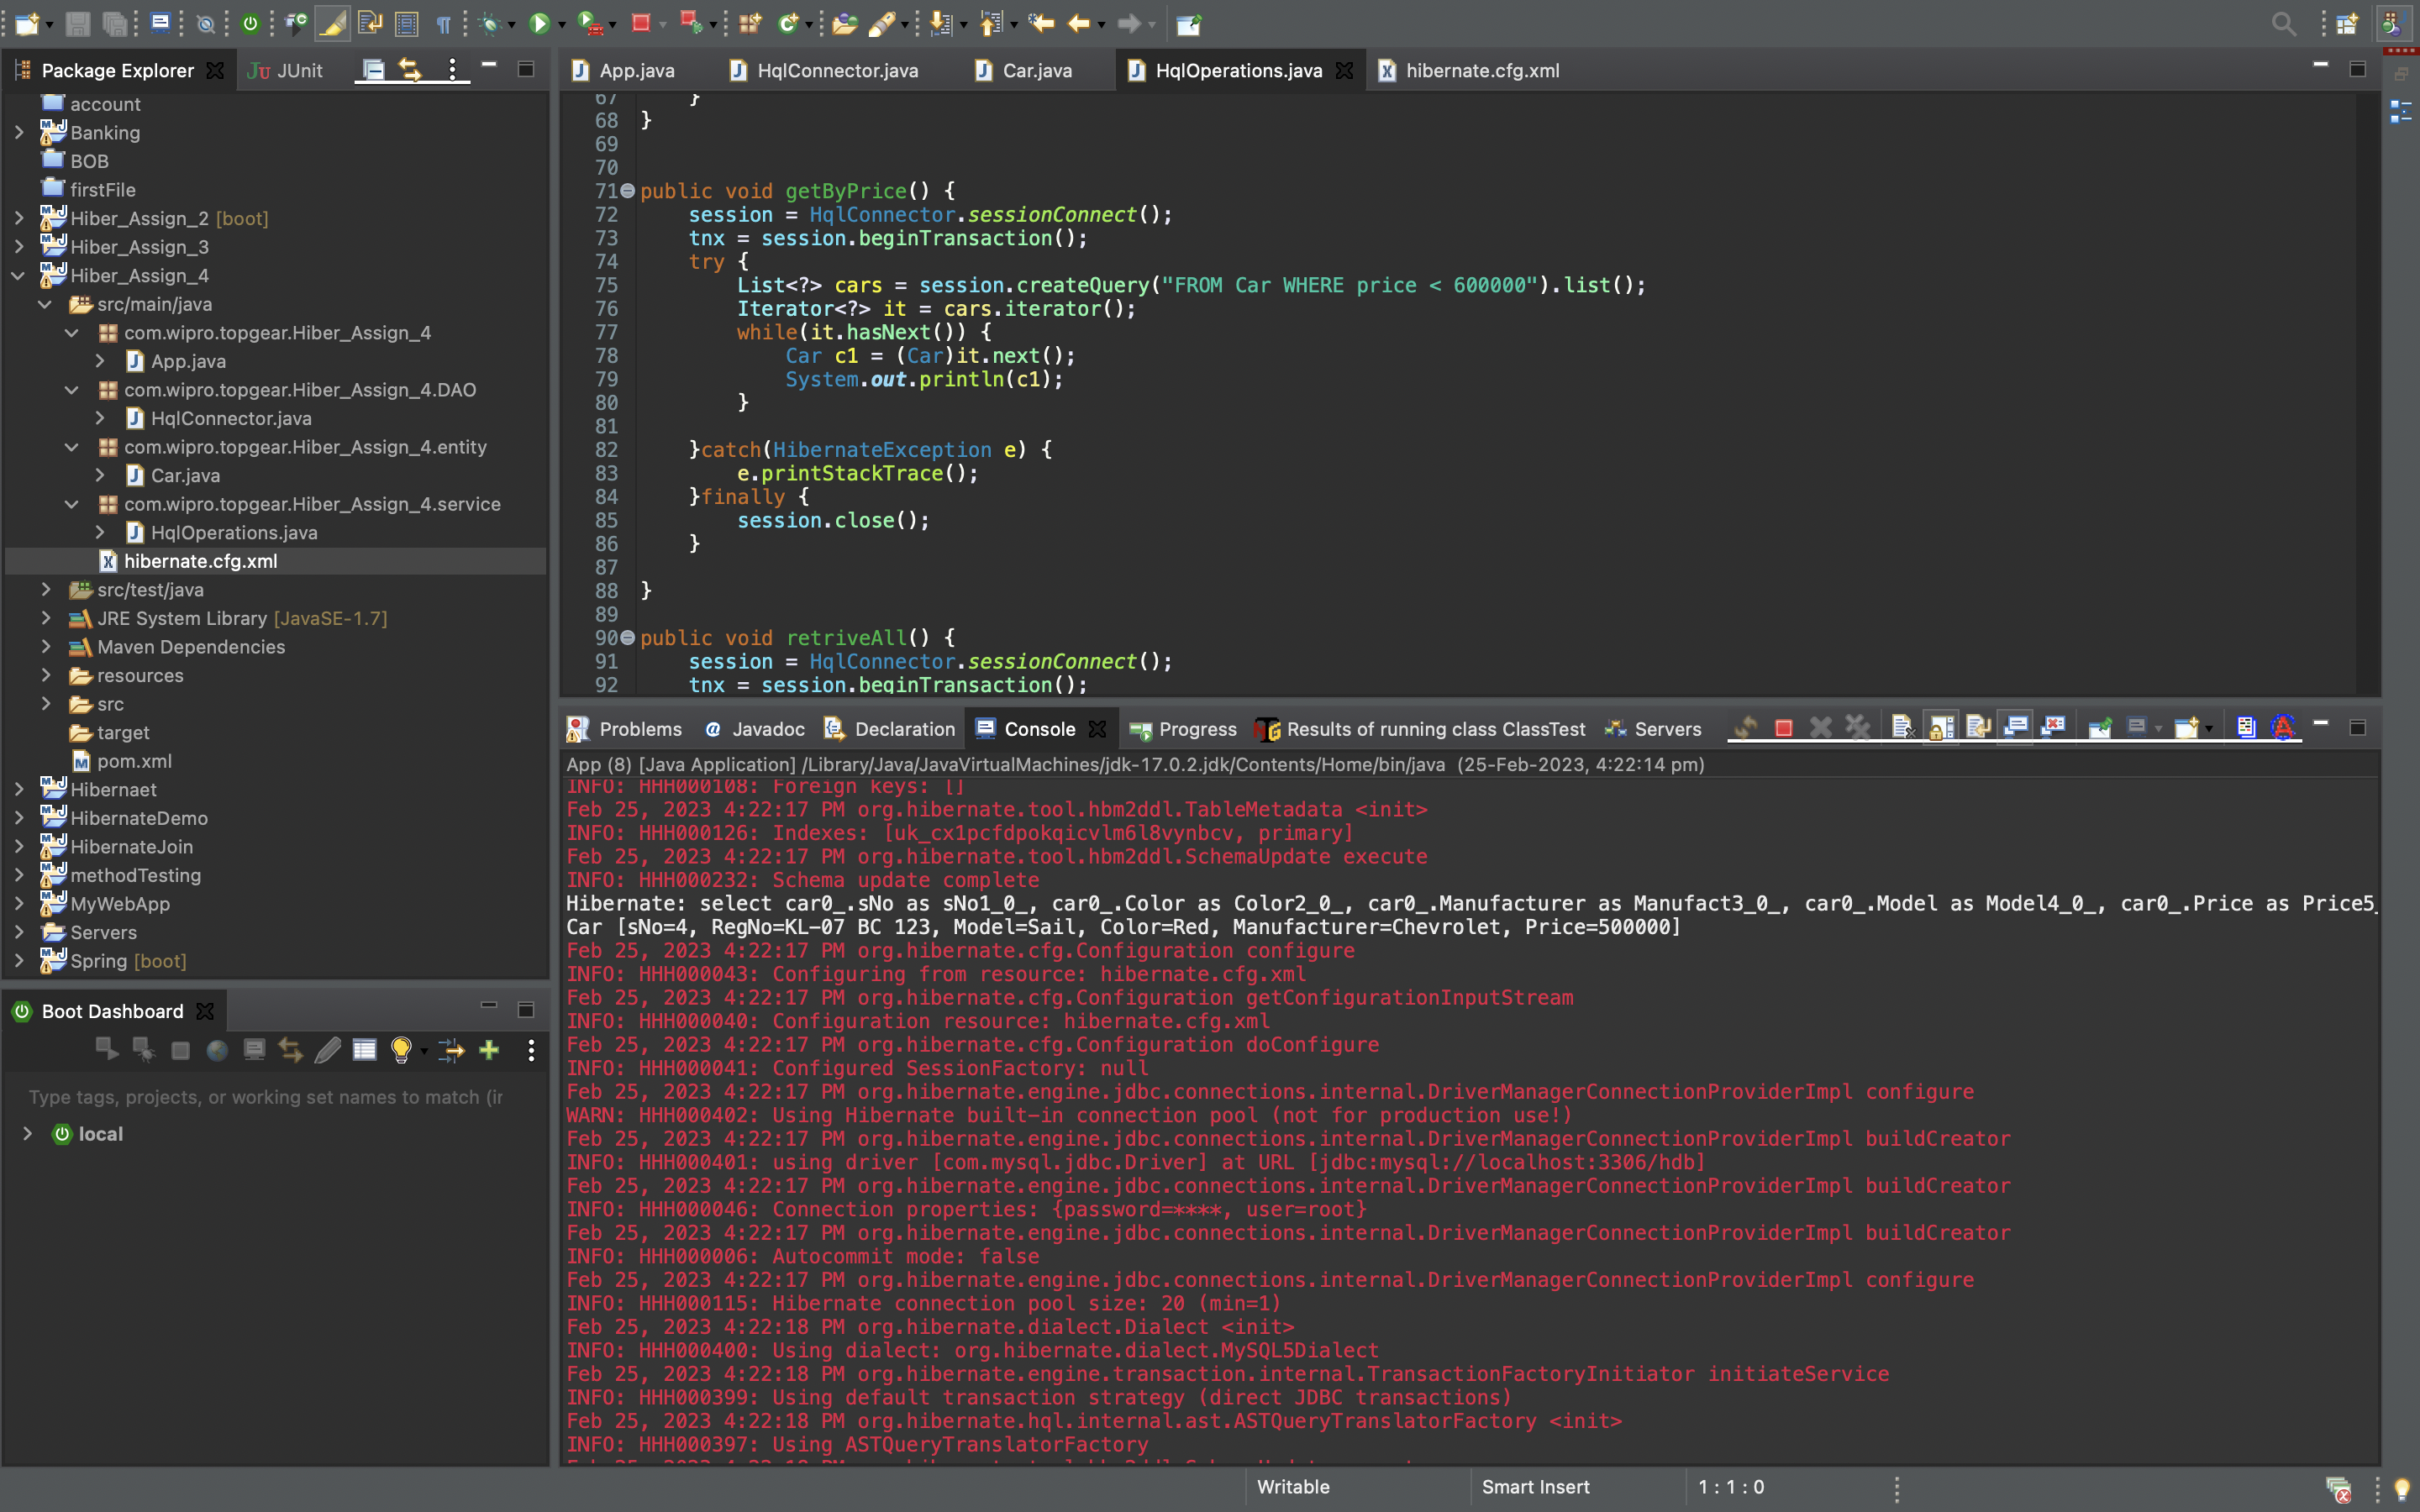 Package Explorer
JUnit
account
Banking
BOB
firstFile
Hiber_Assign_2 [boot]
Hiber_Assign_3
Hiber_Assign_4
src/main/java
com.wipro.topgear.Hiber_Assign_4
App.java
com.wipro.topgear.Hiber_Assign_4.DAO
HqlConnector.java
com.wipro.topgear.Hiber_Assign_4.entity
Car.java
com.wipro.topgear.Hiber_Assign_4.service
HqlOperations.java
hibernate.cfg.xml
src/test/java
JRE System Library [JavaSE-1.7]
Maven Dependencies
resources
src
target
pom.xml
Hibernaet
HibernateDemo
HibernateJoin
methodTesting
MyWebApp
Servers
Spring [boot]
Boot Dashboard
Type tags, projects, or working set names to match (ir
local
App.java
HqlConnector.java
Car.java
HqlOperations.java
hibernate.cfg.xml
67 }
68 }
69
70
71 public void getByPrice() {
72 session = HqlConnector.sessionConnect();
73 tnx = session.beginTransaction();
74 try {
75 List<?> cars = session.createQuery("FROM Car WHERE price < 600000").list();
76 Iterator<?> it = cars.iterator();
77 while(it.hasNext()) {
78 Car c1 = (Car)it.next();
79 System.out.println(c1);
80 }
81
82 }catch(HibernateException e) {
83 e.printStackTrace();
84 }finally {
85 session.close();
86 }
87
88 }
89
90 public void retriveAll() {
91 session = HqlConnector.sessionConnect();
92 tnx = session.beginTransaction();
Problems
Javadoc
Declaration
Console
Progress
Results of running class ClassTest
Servers
App (8) [Java Application] /Library/Java/JavaVirtualMachines/jdk-17.0.2.jdk/Contents/Home/bin/java (25-Feb-2023, 4:22:14 pm)
INFO: HHH000108: Foreign keys: []
Feb 25, 2023 4:22:17 PM org.hibernate.tool.hbm2ddl.TableMetadata <init>
INFO: HHH000126: Indexes: [uk_cx1pcfdpokqicvlm6l8vynbcv, primary]
Feb 25, 2023 4:22:17 PM org.hibernate.tool.hbm2ddl.SchemaUpdate execute
INFO: HHH000232: Schema update complete
Hibernate: select car0_.sNo as sNo1_0_, car0_.Color as Color2_0_, car0_.Manufacturer as Manufact3_0_, car0_.Model as Model4_0_, car0_.Price as Price5_
Car [sNo=4, RegNo=KL-07 BC 123, Model=Sail, Color=Red, Manufacturer=Chevrolet, Price=500000]
Feb 25, 2023 4:22:17 PM org.hibernate.cfg.Configuration configure
INFO: HHH000043: Configuring from resource: hibernate.cfg.xml
Feb 25, 2023 4:22:17 PM org.hibernate.cfg.Configuration getConfigurationInputStream
INFO: HHH000040: Configuration resource: hibernate.cfg.xml
Feb 25, 2023 4:22:17 PM org.hibernate.cfg.Configuration doConfigure
INFO: HHH000041: Configured SessionFactory: null
Feb 25, 2023 4:22:17 PM org.hibernate.engine.jdbc.connections.internal.DriverManagerConnectionProviderImpl configure
WARN: HHH000402: Using Hibernate built-in connection pool (not for production use!)
Feb 25, 2023 4:22:17 PM org.hibernate.engine.jdbc.connections.internal.DriverManagerConnectionProviderImpl buildCreator
INFO: HHH000401: using driver [com.mysql.jdbc.Driver] at URL [jdbc:mysql://localhost:3306/hdb]
Feb 25, 2023 4:22:17 PM org.hibernate.engine.jdbc.connections.internal.DriverManagerConnectionProviderImpl buildCreator
INFO: HHH000046: Connection properties: {password=****, user=root}
Feb 25, 2023 4:22:17 PM org.hibernate.engine.jdbc.connections.internal.DriverManagerConnectionProviderImpl buildCreator
INFO: HHH000006: Autocommit mode: false
Feb 25, 2023 4:22:17 PM org.hibernate.engine.jdbc.connections.internal.DriverManagerConnectionProviderImpl configure
INFO: HHH000115: Hibernate connection pool size: 20 (min=1)
Feb 25, 2023 4:22:18 PM org.hibernate.dialect.Dialect <init>
INFO: HHH000400: Using dialect: org.hibernate.dialect.MySQL5Dialect
Feb 25, 2023 4:22:18 PM org.hibernate.engine.transaction.internal.TransactionFactoryInitiator initiateService
INFO: HHH000399: Using default transaction strategy (direct JDBC transactions)
Feb 25, 2023 4:22:18 PM org.hibernate.hql.internal.ast.ASTQueryTranslatorFactory <init>
INFO: HHH000397: Using ASTQueryTranslatorFactory
Writable
Smart Insert
1 : 1 : 0